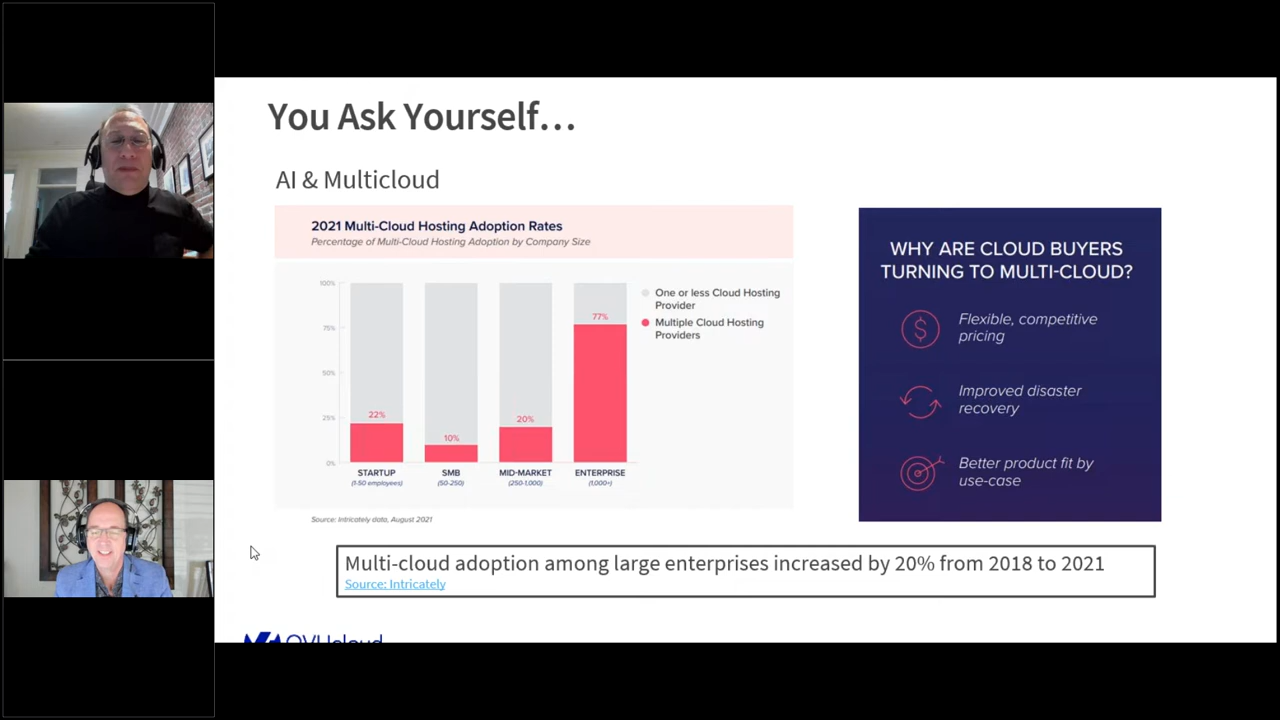 You Ask Yourself…
AI & Multicloud
2021 Multi-Cloud Hosting Adoption Rates
Percentage of Multi-Cloud Hosting Adoption by Company Size
100%
75%
50%
25%
0%
22%
10%
20%
77%
STARTUP
(1-50 employees)
SMB
(50-250)
MID-MARKET
(250-1,000)
ENTERPRISE
(1,000+)
One or less Cloud Hosting
Provider
Multiple Cloud Hosting
Providers
Source: Intricately data, August 2021
WHY ARE CLOUD BUYERS
TURNING TO MULTI-CLOUD?
$
Flexible, competitive
pricing
Improved disaster
recovery
Better product fit by
use-case
Multi-cloud adoption among large enterprises increased by 20% from 2018 to 2021
Source: Intricately
OVHcloud